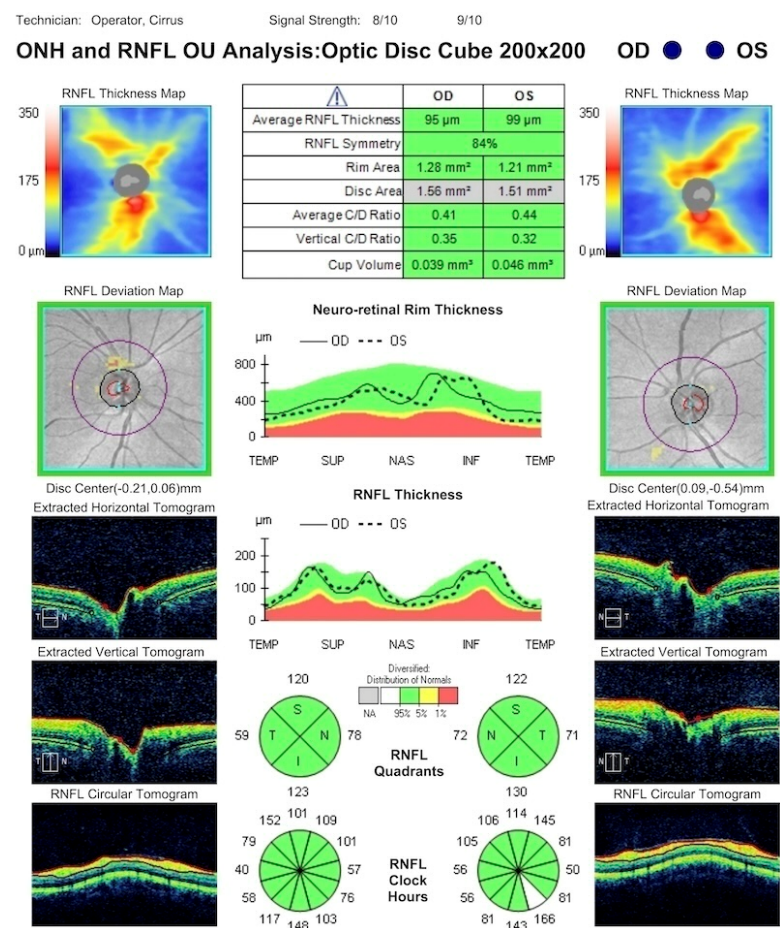 Technician: Operator, Cirrus Signal Strength: 8/10 9/10
ONH and RNFL OU Analysis:Optic Disc Cube 200x200 OD OS
RNFL Thickness Map
350
175
0 µm
OD OS
Average RNFL Thickness 95 µm 99 µm
RNFL Symmetry 84%
Rim Area 1.28 mm² 1.21 mm²
Disc Area 1.56 mm² 1.51 mm²
Average C/D Ratio 0.41 0.44
Vertical C/D Ratio 0.35 0.32
Cup Volume 0.039 mm³ 0.046 mm³
RNFL Thickness Map
350
175
0 µm
RNFL Deviation Map
Disc Center(-0.21,0.06)mm
Neuro-retinal Rim Thickness
µm OD OS
800
400
0
TEMP SUP NAS INF TEMP
RNFL Deviation Map
Disc Center(0.09,-0.54)mm
Extracted Horizontal Tomogram
T N
RNFL Thickness
µm OD OS
200
100
0
TEMP SUP NAS INF TEMP
Extracted Horizontal Tomogram
N T
Extracted Vertical Tomogram
T N
Diversified:
Distribution of Normals
NA 95% 5% 1%
Extracted Vertical Tomogram
N T
120
S
59 T N 78
I
123
RNFL
Quadrants
122
S
72 N T 71
I
130
RNFL Circular Tomogram
152 101 109
79 101
40 57
58 76
117 148 103
RNFL
Clock
Hours
106 114 145
105 81
56 50
56 81
81 143 166
RNFL Circular Tomogram